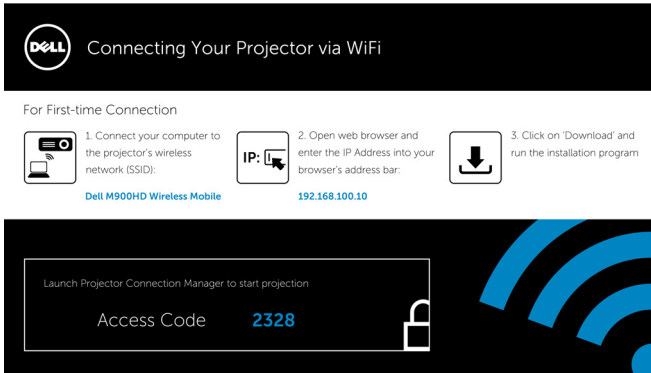 DELL
Connecting Your Projector via WiFi
For First-time Connection
1. Connect your computer to
the projector's wireless
network (SSID):
Dell M900HD Wireless Mobile
IP:
2. Open web browser and
enter the IP Address into your
browser's address bar:
192.168.100.10
3. Click on 'Download' and
run the installation program
Launch Projector Connection Manager to start projection
Access Code 2328